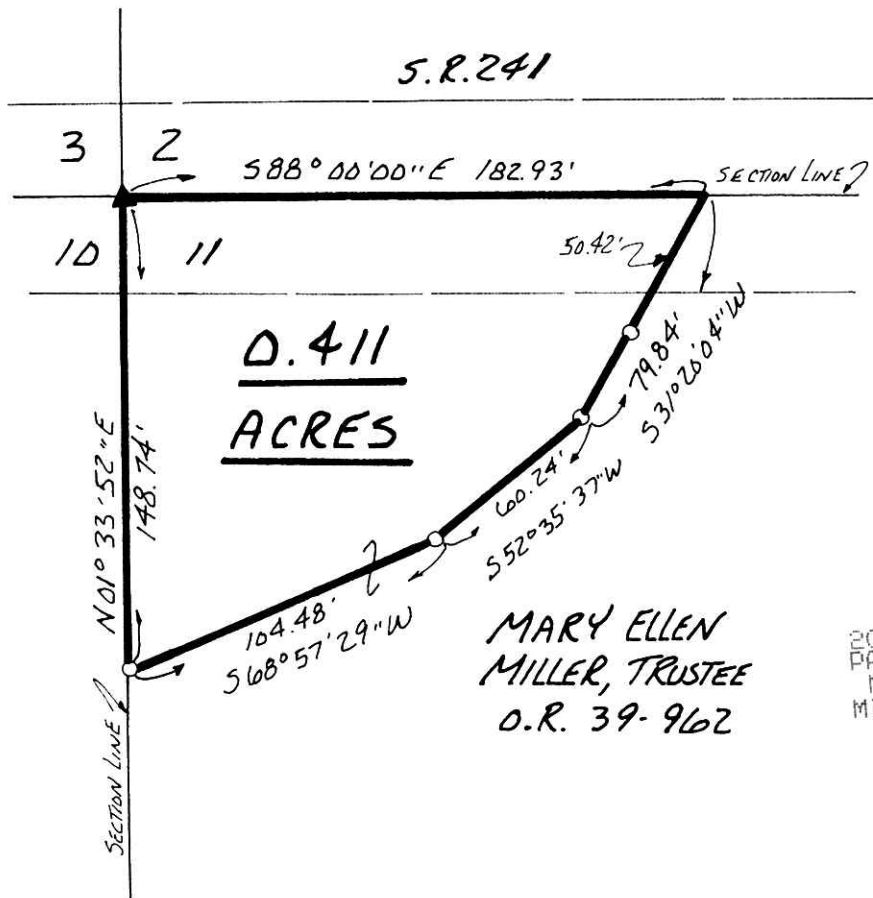 S.R. 241
3 2
S88°00'00"E 182.93'
SECTION LINE
10 11
50.42'
0.411
ACRES
79.84'
S31°20'04"W
N01°33'52"E
148.74'
60.24'
S52°35'37"W
104.48'
S68°57'29"W
MARY ELLEN
MILLER, TRUSTEE
O.R. 39-962
SECTION LINE